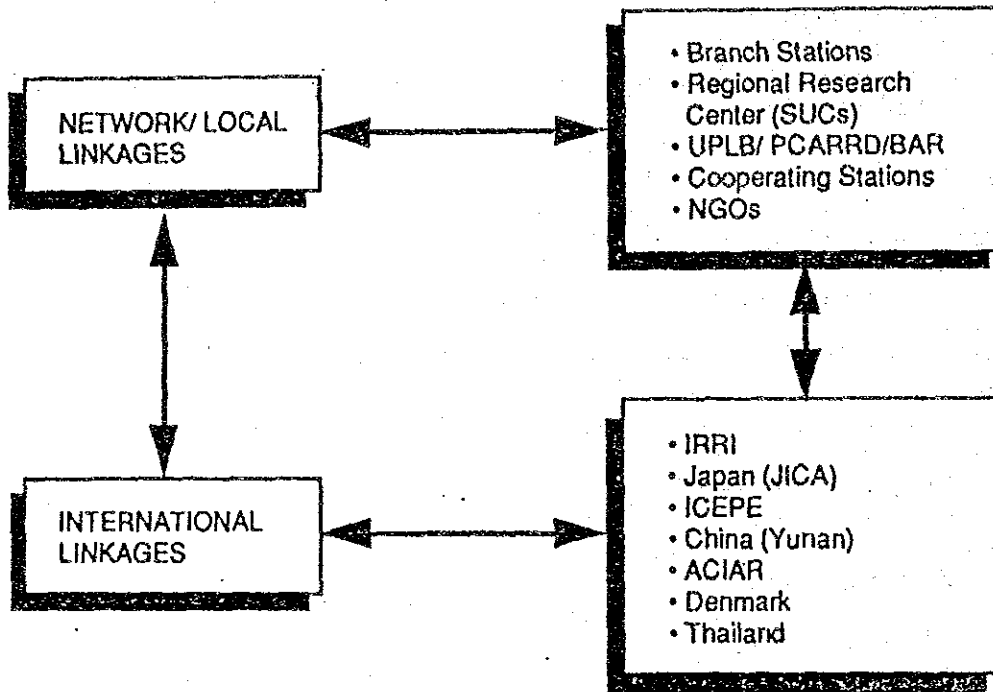 NETWORK/ LOCAL
LINKAGES
• Branch Stations
• Regional Research
Center (SUCs)
• UPLB/ PCARRD/BAR
• Cooperating Stations
• NGOs
INTERNATIONAL
LINKAGES
• IRRI
• Japan (JICA)
• ICEPE
• China (Yunan)
• ACIAR
• Denmark
• Thailand